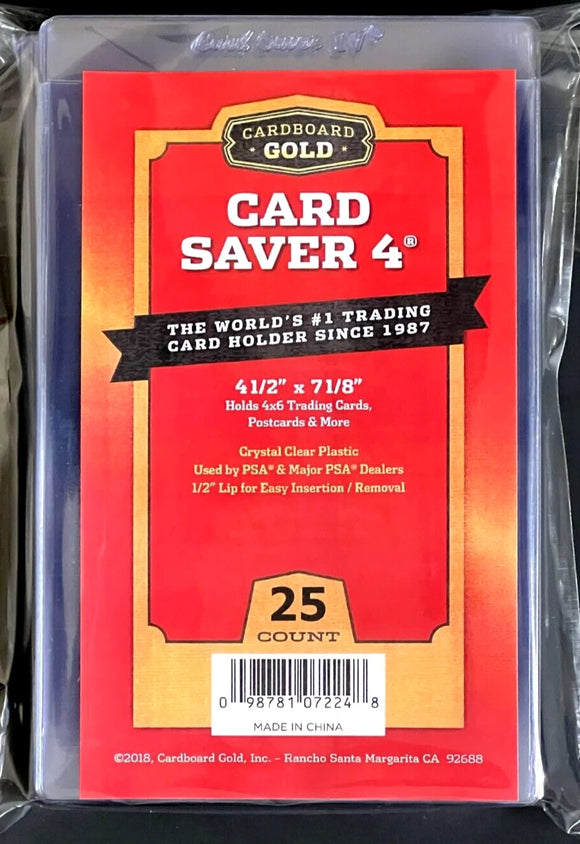 Card Saver IV®
CARDBOARD
GOLD
CARD
SAVER 4®
THE WORLD'S #1 TRADING
CARD HOLDER SINCE 1987
4 1/2" x 7 1/8"
Holds 4x6 Trading Cards,
Postcards & More
Crystal Clear Plastic
Used by PSA® & Major PSA® Dealers
1/2" Lip for Easy Insertion / Removal
25
COUNT
0 98781 07224 8
MADE IN CHINA
©2018, Cardboard Gold, Inc. – Rancho Santa Margarita CA 92688